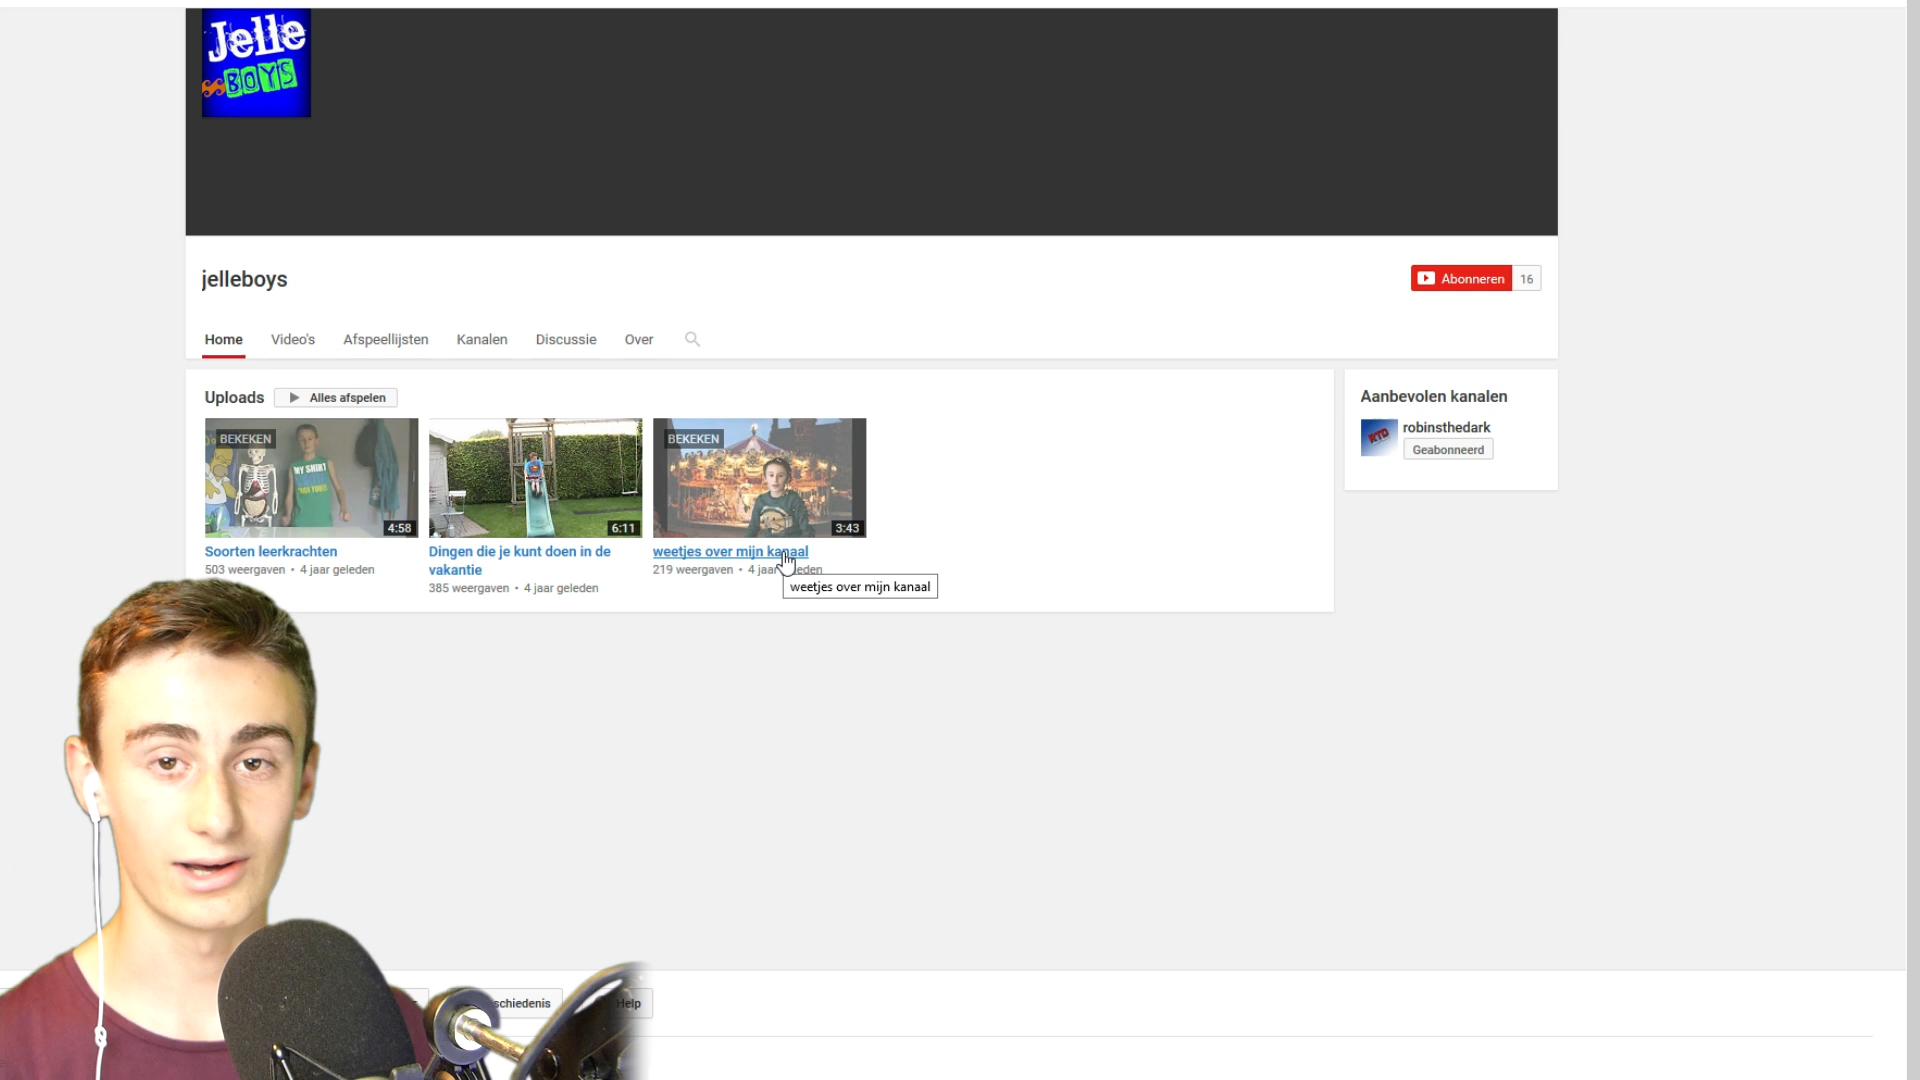 Jelle
BOYS
jelleboys
Abonneren 16
Home Video's Afspeellijsten Kanalen Discussie Over
Uploads Alles afspelen
BEKEKEN
MY SHIRT
4:58
6:11
BEKEKEN
3:43
Soorten leerkrachten
503 weergaven • 4 jaar geleden
Dingen die je kunt doen in de
vakantie
385 weergaven • 4 jaar geleden
weetjes over mijn kanaal
219 weergaven • 4 jaar
weetjes over mijn kanaal
Aanbevolen kanalen
RTD
robinsthedark
Geabonneerd
Help